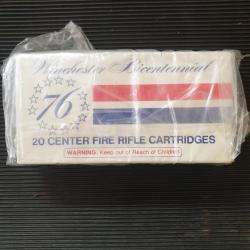 Winchester Bicentennial
76
20 CENTER FIRE RIFLE CARTRIDGES
WARNING: Keep out of Reach of Children